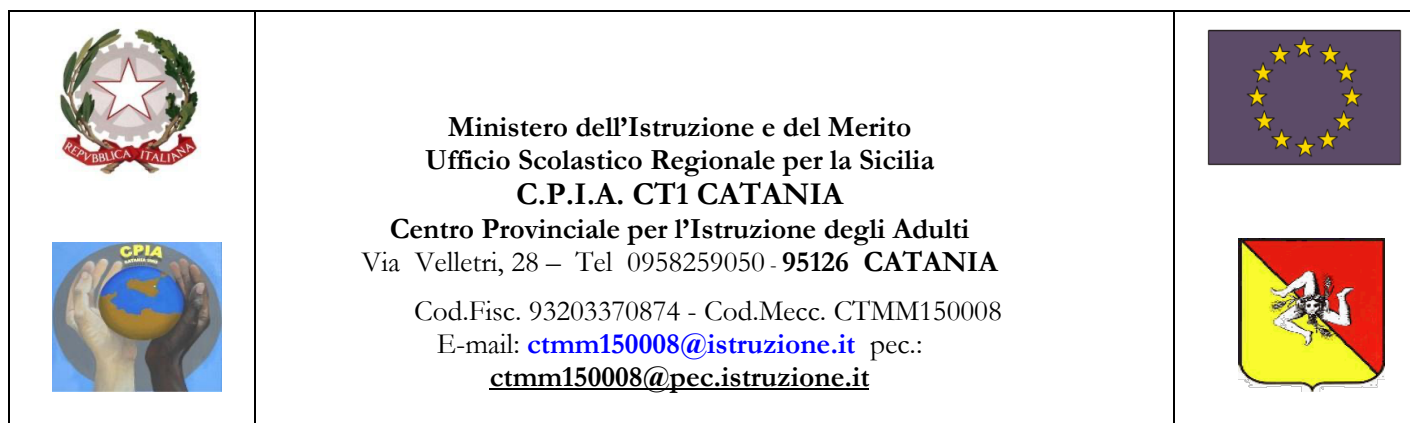 REPVBBLICA ITALIANA
Ministero dell’Istruzione e del Merito
Ufficio Scolastico Regionale per la Sicilia
C.P.I.A. CT1 CATANIA
Centro Provinciale per l’Istruzione degli Adulti
Via Velletri, 28 – Tel 0958259050 - 95126 CATANIA
Cod.Fisc. 93203370874 - Cod.Mecc. CTMM150008
E-mail: ctmm150008@istruzione.it pec.:
ctmm150008@pec.istruzione.it
CPIA